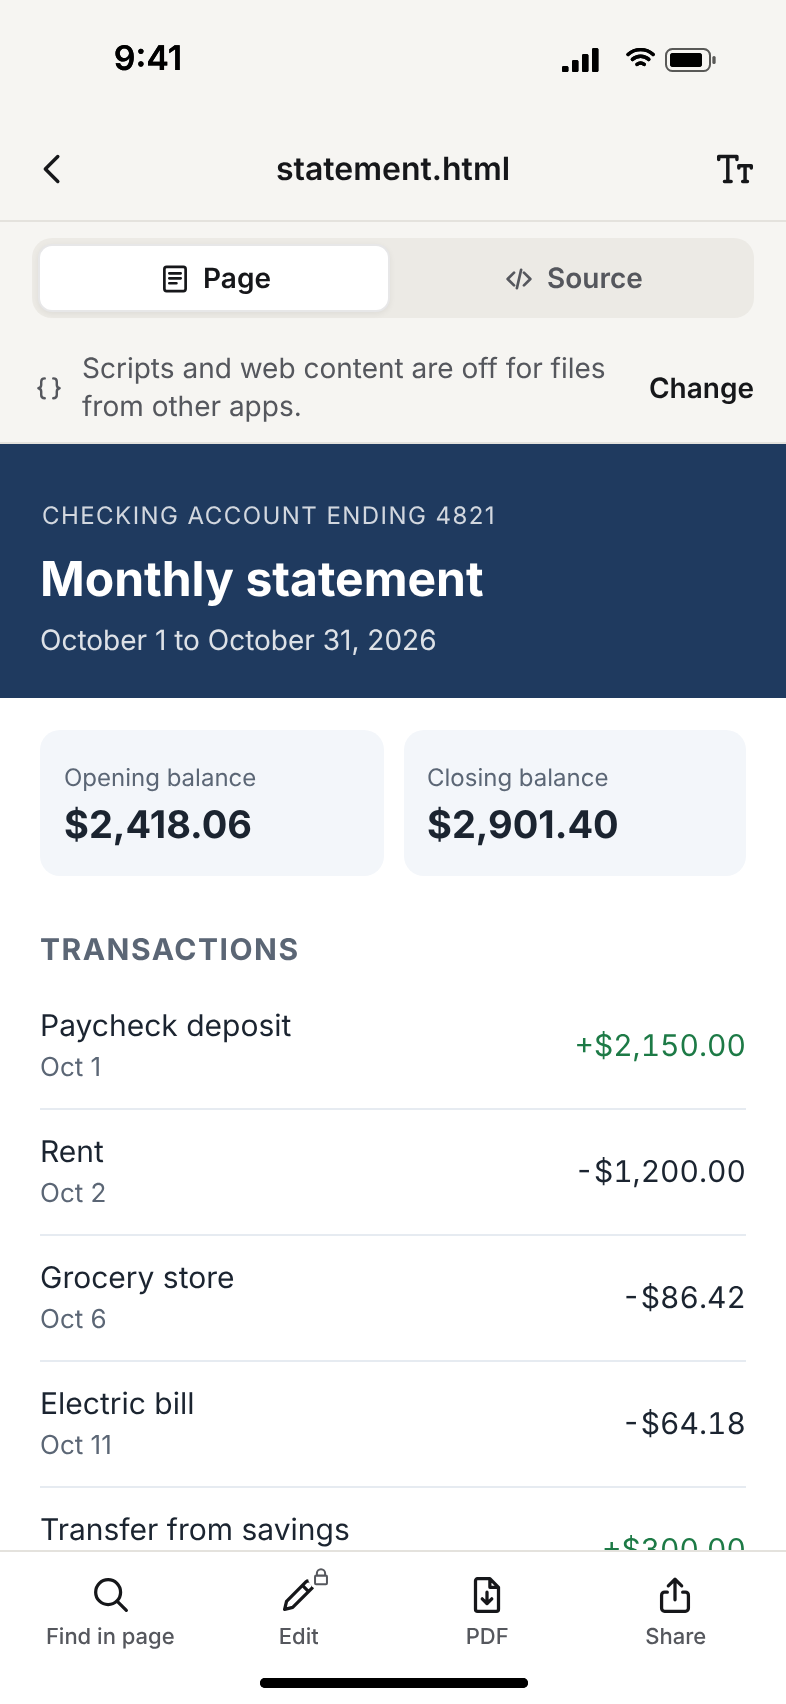 9:41
statement.html
Page
Source
Scripts and web content are off for files
from other apps.
Change
CHECKING ACCOUNT ENDING 4821
Monthly statement
October 1 to October 31, 2026
Opening balance
$2,418.06
Closing balance
$2,901.40
TRANSACTIONS
Paycheck deposit
Oct 1
+$2,150.00
Rent
Oct 2
-$1,200.00
Grocery store
Oct 6
-$86.42
Electric bill
Oct 11
-$64.18
Transfer from savings
+$300.00
Find in page
Edit
PDF
Share